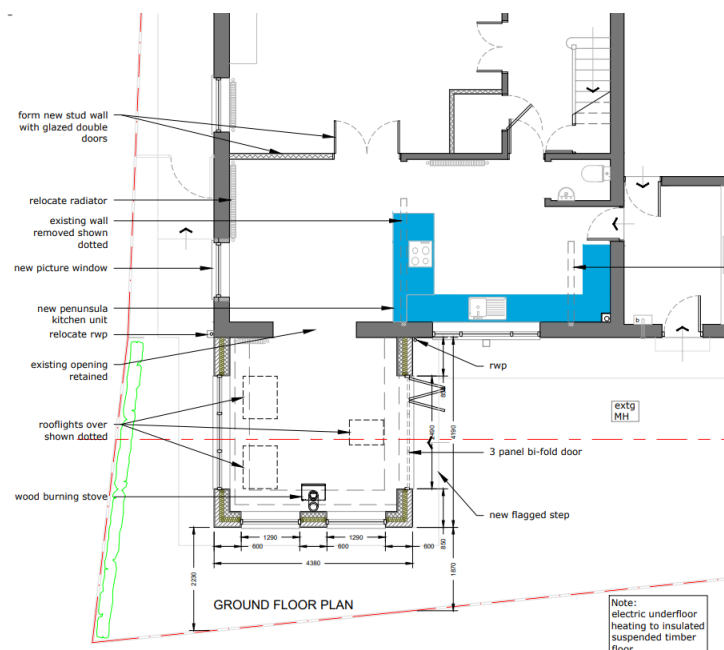 form new stud wall
with glazed double
doors
relocate radiator
existing wall
removed shown
dotted
new picture window
new penunsula
kitchen unit
relocate rwp
existing opening
retained
rooflights over
shown dotted
wood burning stove
b
rwp
extg
MH
3 panel bi-fold door
new flagged step
850
2490
4190
850
1870
1290
1290
600
600
600
4380
2230
GROUND FLOOR PLAN
Note:
electric underfloor
heating to insulated
suspended timber
floor